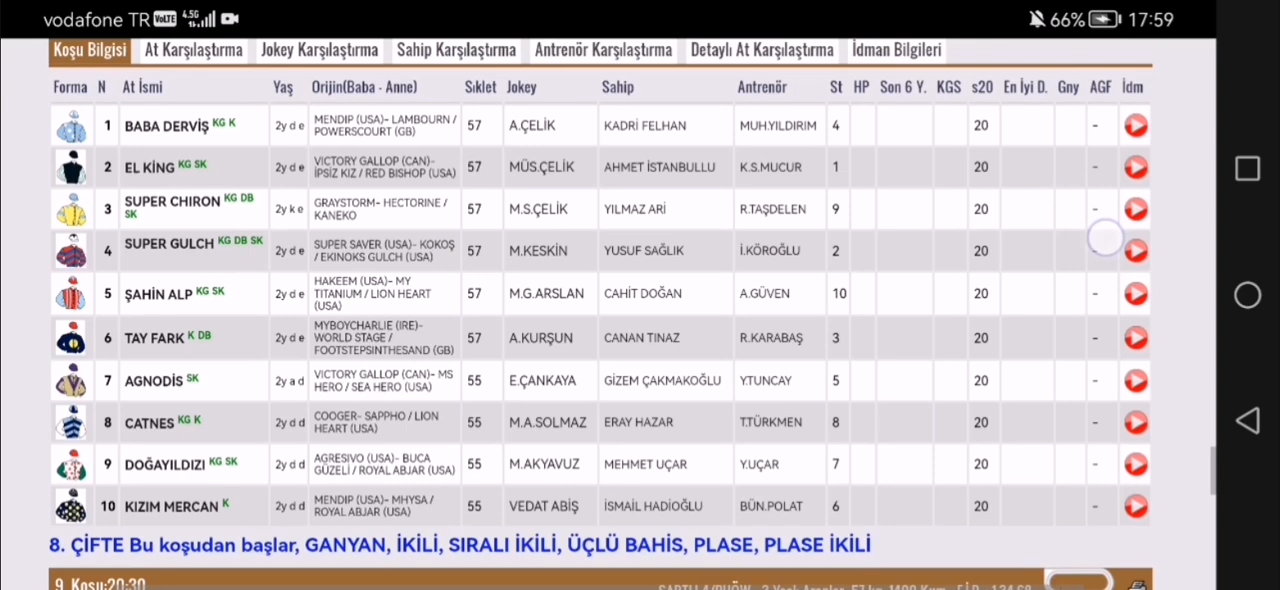 vodafone TR VoLTE 4.5G 66% 17:59
Koşu Bilgisi At Karşılaştırma Jokey Karşılaştırma Sahip Karşılaştırma Antrenör Karşılaştırma Detaylı At Karşılaştırma İdman Bilgileri
Forma N At İsmi Yaş Orijin(Baba - Anne) Sıklet Jokey Sahip Antrenör St HP Son 6 Y. KGS s20 En İyi D. Gny AGF İdm
1 BABA DERVİŞ KG K 2y d e MENDIP (USA)- LAMBOURN / POWERSCOURT (GB) 57 A.ÇELİK KADRİ FELHAN MUH.YILDIRIM 4 20 -
2 EL KİNG KG SK 2y d e VICTORY GALLOP (CAN)- İPSİZ KIZ / RED BISHOP (USA) 57 MÜS.ÇELİK AHMET İSTANBULLU K.S.MUCUR 1 20 -
3 SUPER CHIRON KG DB SK 2y k e GRAYSTORM- HECTORINE / KANEKO 57 M.S.ÇELİK YILMAZ ARİ R.TAŞDELEN 9 20 -
4 SUPER GULCH KG DB SK 2y d e SUPER SAVER (USA)- KOKOŞ / EKINOKS GULCH (USA) 57 M.KESKİN YUSUF SAĞLIK İ.KÖROĞLU 2 20 -
5 ŞAHİN ALP KG SK 2y d e HAKEEM (USA)- MY TITANIUM / LION HEART (USA) 57 M.G.ARSLAN CAHİT DOĞAN A.GÜVEN 10 20 -
6 TAY FARK K DB 2y d e MYBOYCHARLIE (IRE)- WORLD STAGE / FOOTSTEPSINTHESAND (GB) 57 A.KURŞUN CANAN TINAZ R.KARABAŞ 3 20 -
7 AGNODİS SK 2y a d VICTORY GALLOP (CAN)- MS HERO / SEA HERO (USA) 55 E.ÇANKAYA GİZEM ÇAKMAKOĞLU Y.TUNCAY 5 20 -
8 CATNES KG K 2y d d COOGER- SAPPHO / LION HEART (USA) 55 M.A.SOLMAZ ERAY HAZAR T.TÜRKMEN 8 20 -
9 DOĞAYILDIZI KG SK 2y d d AGRESIVO (USA)- BUCA GÜZELİ / ROYAL ABJAR (USA) 55 M.AKYAVUZ MEHMET UÇAR Y.UÇAR 7 20 -
10 KIZIM MERCAN K 2y d d MENDIP (USA)- MHYSA / ROYAL ABJAR (USA) 55 VEDAT ABİŞ İSMAİL HADİOĞLU BÜN.POLAT 6 20 -
8. ÇİFTE Bu koşudan başlar, GANYAN, İKİLİ, SIRALI İKİLİ, ÜÇLÜ BAHİS, PLASE, PLASE İKİLİ
9. Koşu:20:30